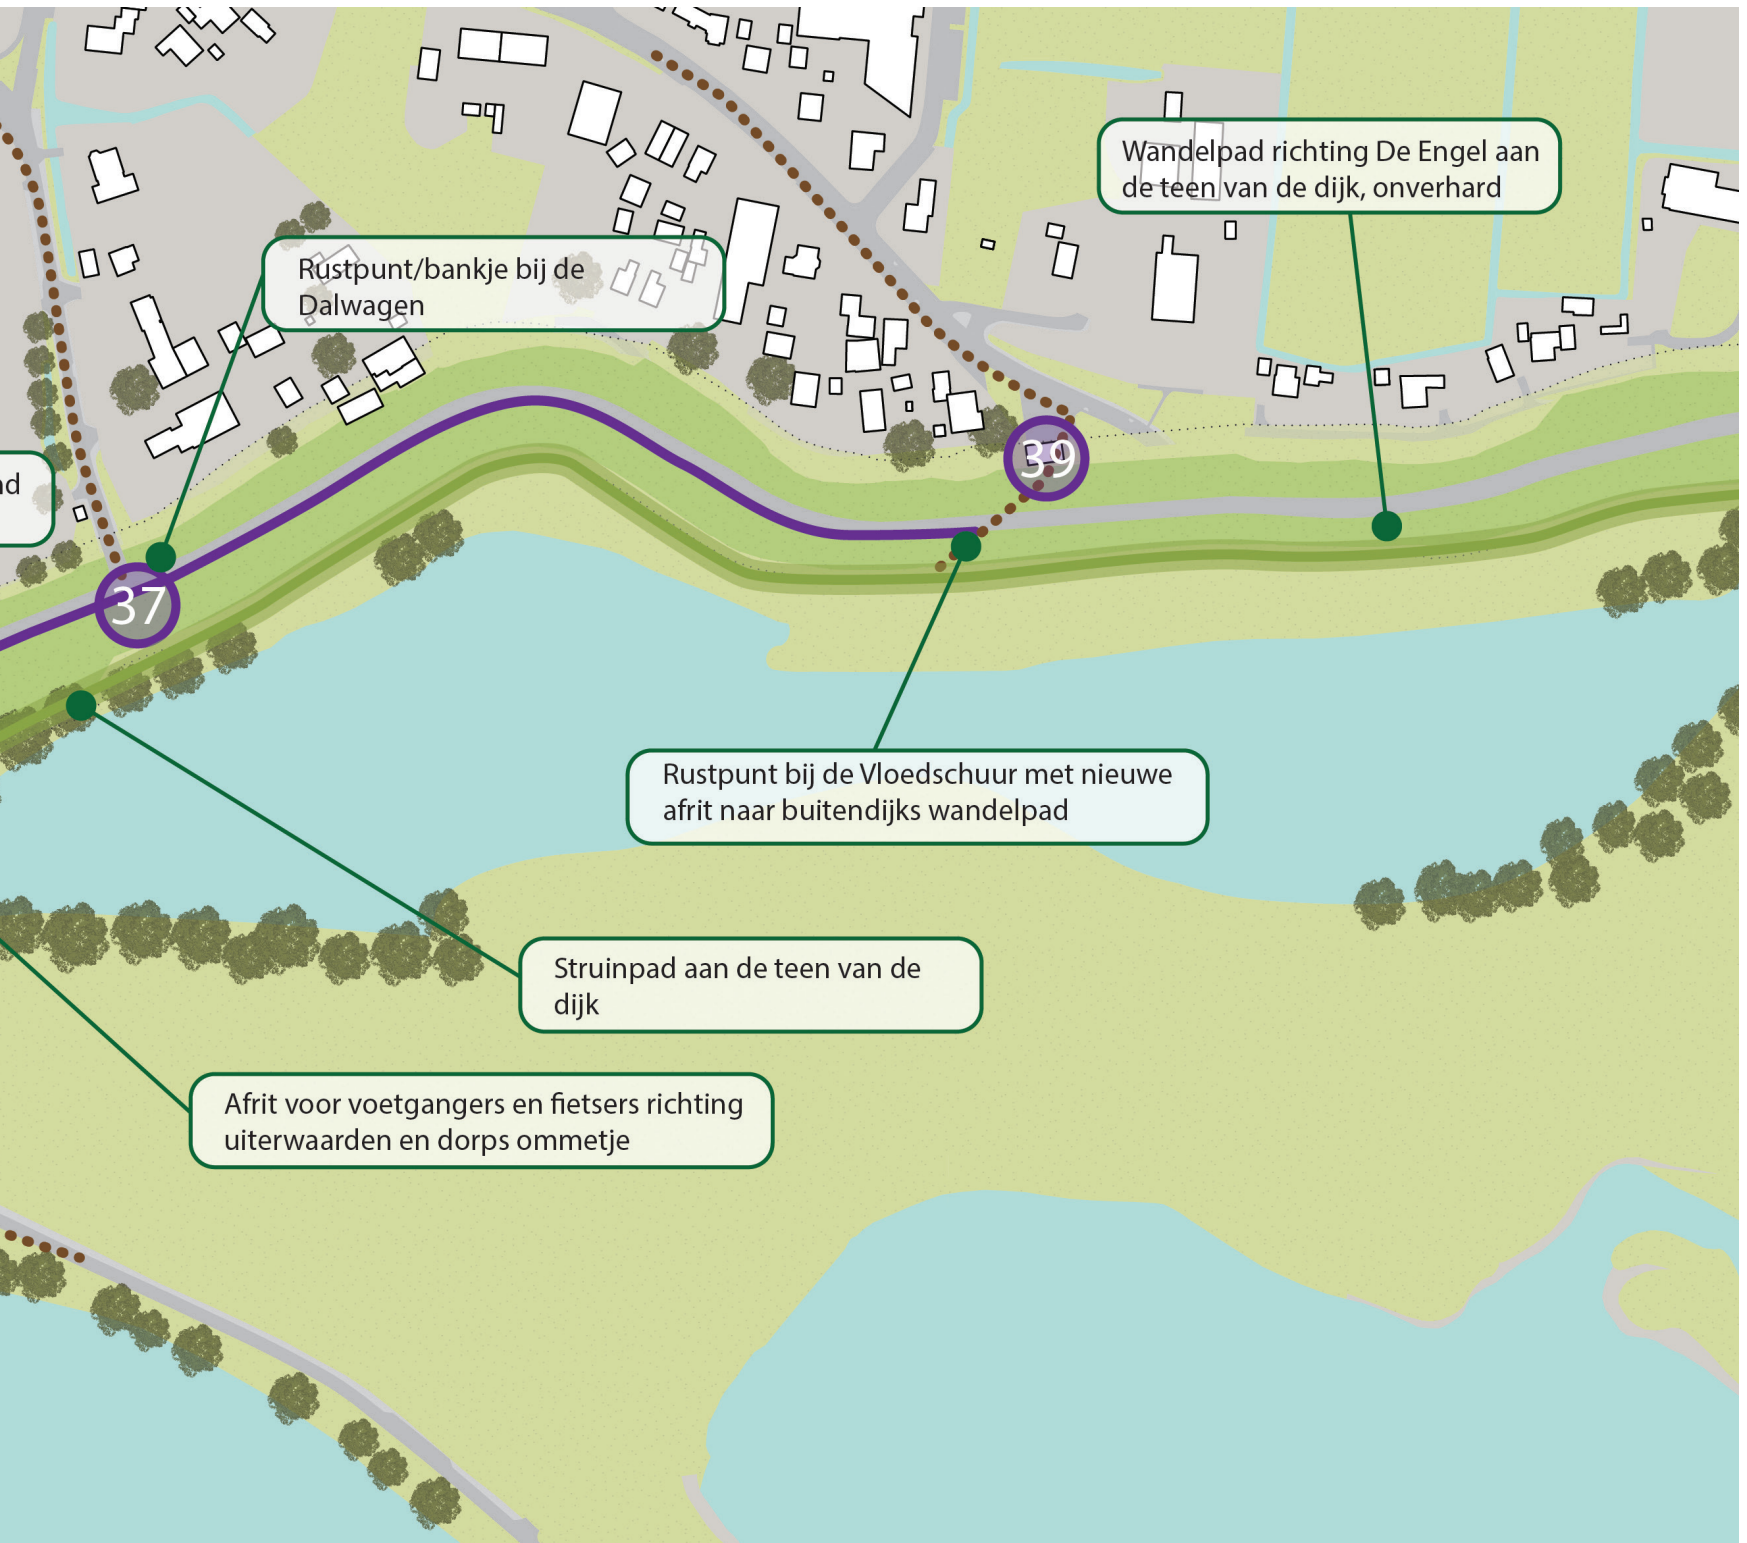 Wandelpad richting De Engel aan
de teen van de dijk, onverhard
Rustpunt/bankje bij de
Dalwagen
39
37
Rustpunt bij de Vloedschuur met nieuwe
afrit naar buitendijks wandelpad
Struinpad aan de teen van de
dijk
Afrit voor voetgangers en fietsers richting
uiterwaarden en dorps ommetje